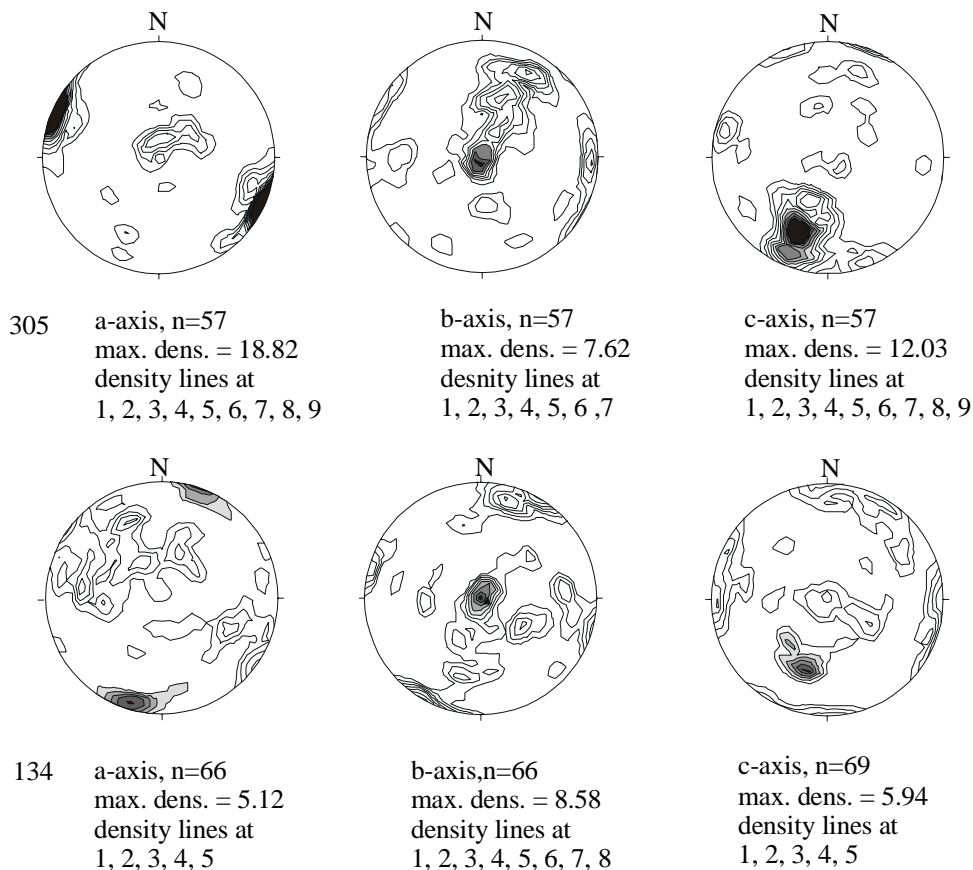 N
N
N
305
a-axis, n=57
max. dens. = 18.82
density lines at
1, 2, 3, 4, 5, 6, 7, 8, 9
b-axis, n=57
max. dens. = 7.62
desnity lines at
1, 2, 3, 4, 5, 6 ,7
c-axis, n=57
max. dens. = 12.03
density lines at
1, 2, 3, 4, 5, 6, 7, 8, 9
N
N
N
134
a-axis, n=66
max. dens. = 5.12
density lines at
1, 2, 3, 4, 5
b-axis,n=66
max. dens. = 8.58
density lines at
1, 2, 3, 4, 5, 6, 7, 8
c-axis, n=69
max. dens. = 5.94
density lines at
1, 2, 3, 4, 5